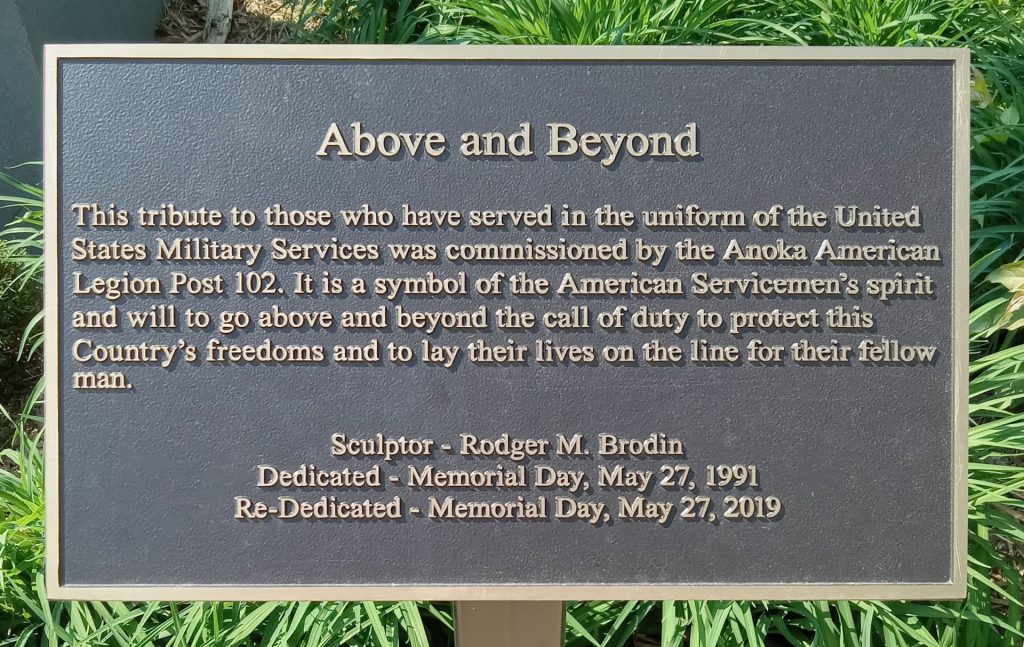 Above and Beyond
This tribute to those who have served in the uniform of the United
States Military Services was commissioned by the Anoka American
Legion Post 102. It is a symbol of the American Servicemen's spirit
and will to go above and beyond the call of duty to protect this
Country's freedoms and to lay their lives on the line for their fellow
man.
Sculptor - Rodger M. Brodin
Dedicated - Memorial Day, May 27, 1991
Re-Dedicated - Memorial Day, May 27, 2019